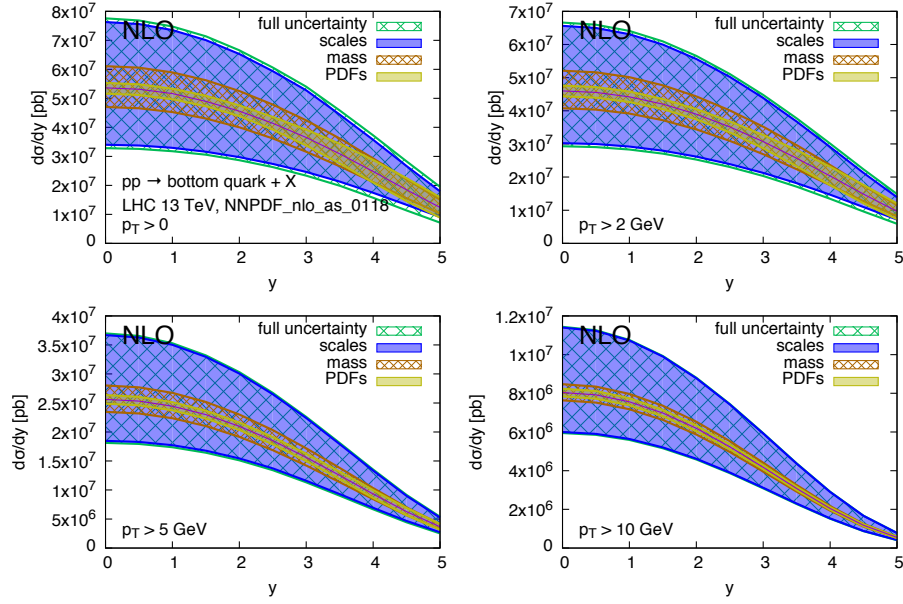 NLO
full uncertainty
scales
mass
PDFs
dσ/dy [pb]
8x10⁷
7x10⁷
6x10⁷
5x10⁷
4x10⁷
3x10⁷
2x10⁷
1x10⁷
0
pp → bottom quark + X
LHC 13 TeV, NNPDF_nlo_as_0118
p_T > 0
0 1 2 3 4 5
y
NLO
full uncertainty
scales
mass
PDFs
dσ/dy [pb]
7x10⁷
6x10⁷
5x10⁷
4x10⁷
3x10⁷
2x10⁷
1x10⁷
0
p_T > 2 GeV
0 1 2 3 4 5
y
NLO
full uncertainty
scales
mass
PDFs
dσ/dy [pb]
4x10⁷
3.5x10⁷
3x10⁷
2.5x10⁷
2x10⁷
1.5x10⁷
1x10⁷
5x10⁶
0
p_T > 5 GeV
0 1 2 3 4 5
y
NLO
full uncertainty
scales
mass
PDFs
dσ/dy [pb]
1.2x10⁷
1x10⁷
8x10⁶
6x10⁶
4x10⁶
2x10⁶
0
p_T > 10 GeV
0 1 2 3 4 5
y